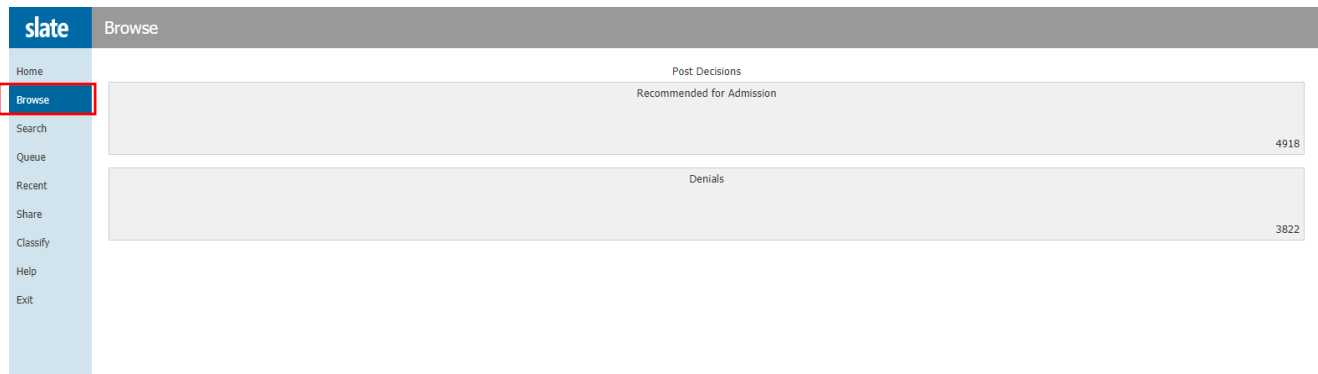 slate
Browse
Home
Browse
Search
Queue
Recent
Share
Classify
Help
Exit
Post Decisions
Recommended for Admission
4918
Denials
3822